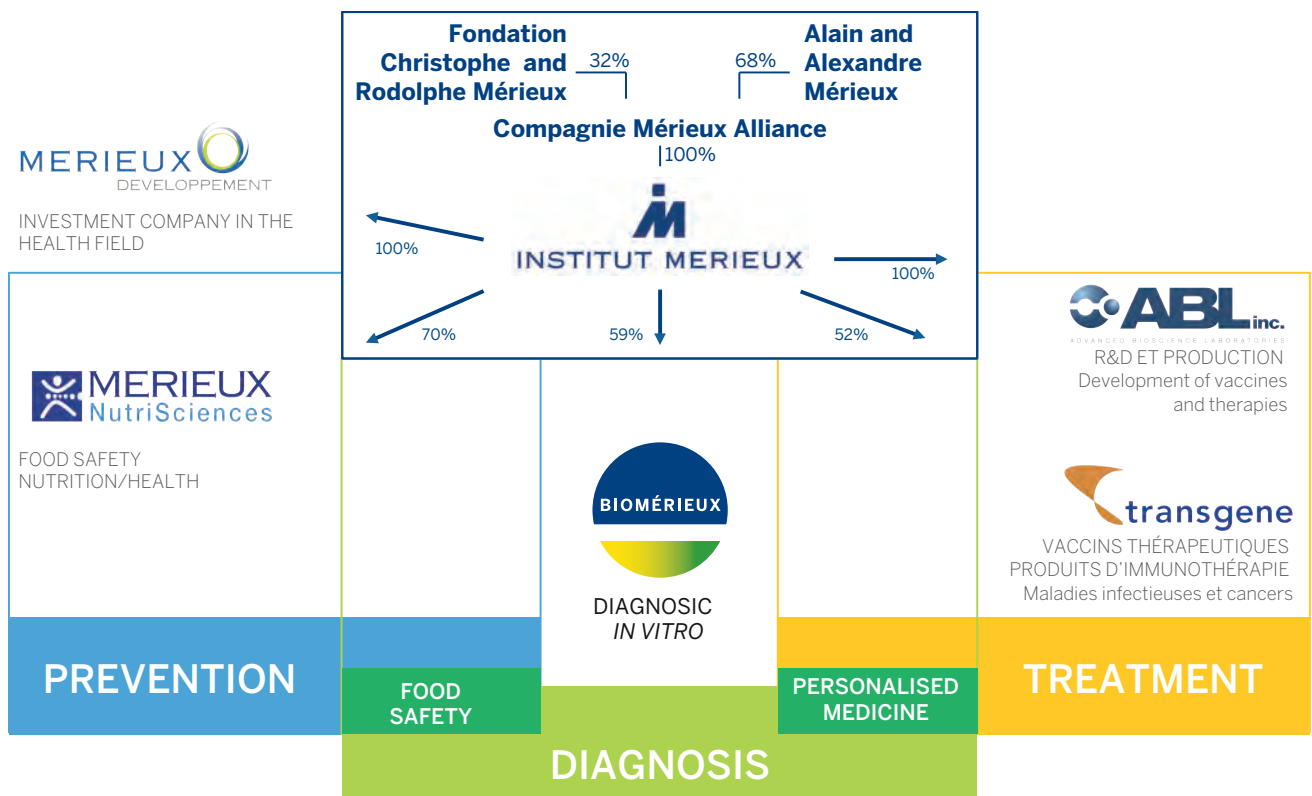 Fondation
Christophe and
Rodolphe Mérieux
32%
68%
Alain and
Alexandre
Mérieux
Compagnie Mérieux Alliance
100%
MERIEUX
DEVELOPPEMENT
INVESTMENT COMPANY IN THE
HEALTH FIELD
INSTITUT MERIEUX
100%
100%
70%
59%
52%
MERIEUX
NutriSciences
FOOD SAFETY
NUTRITION/HEALTH
BIOMÉRIEUX
DIAGNOSIC
IN VITRO
ABL inc.
ADVANCED BIOSCIENCE LABORATORIES
R&D ET PRODUCTION
Development of vaccines
and therapies
transgene
VACCINS THÉRAPEUTIQUES
PRODUITS D'IMMUNOTHÉRAPIE
Maladies infectieuses et cancers
PREVENTION
FOOD
SAFETY
PERSONALISED
MEDICINE
TREATMENT
DIAGNOSIS